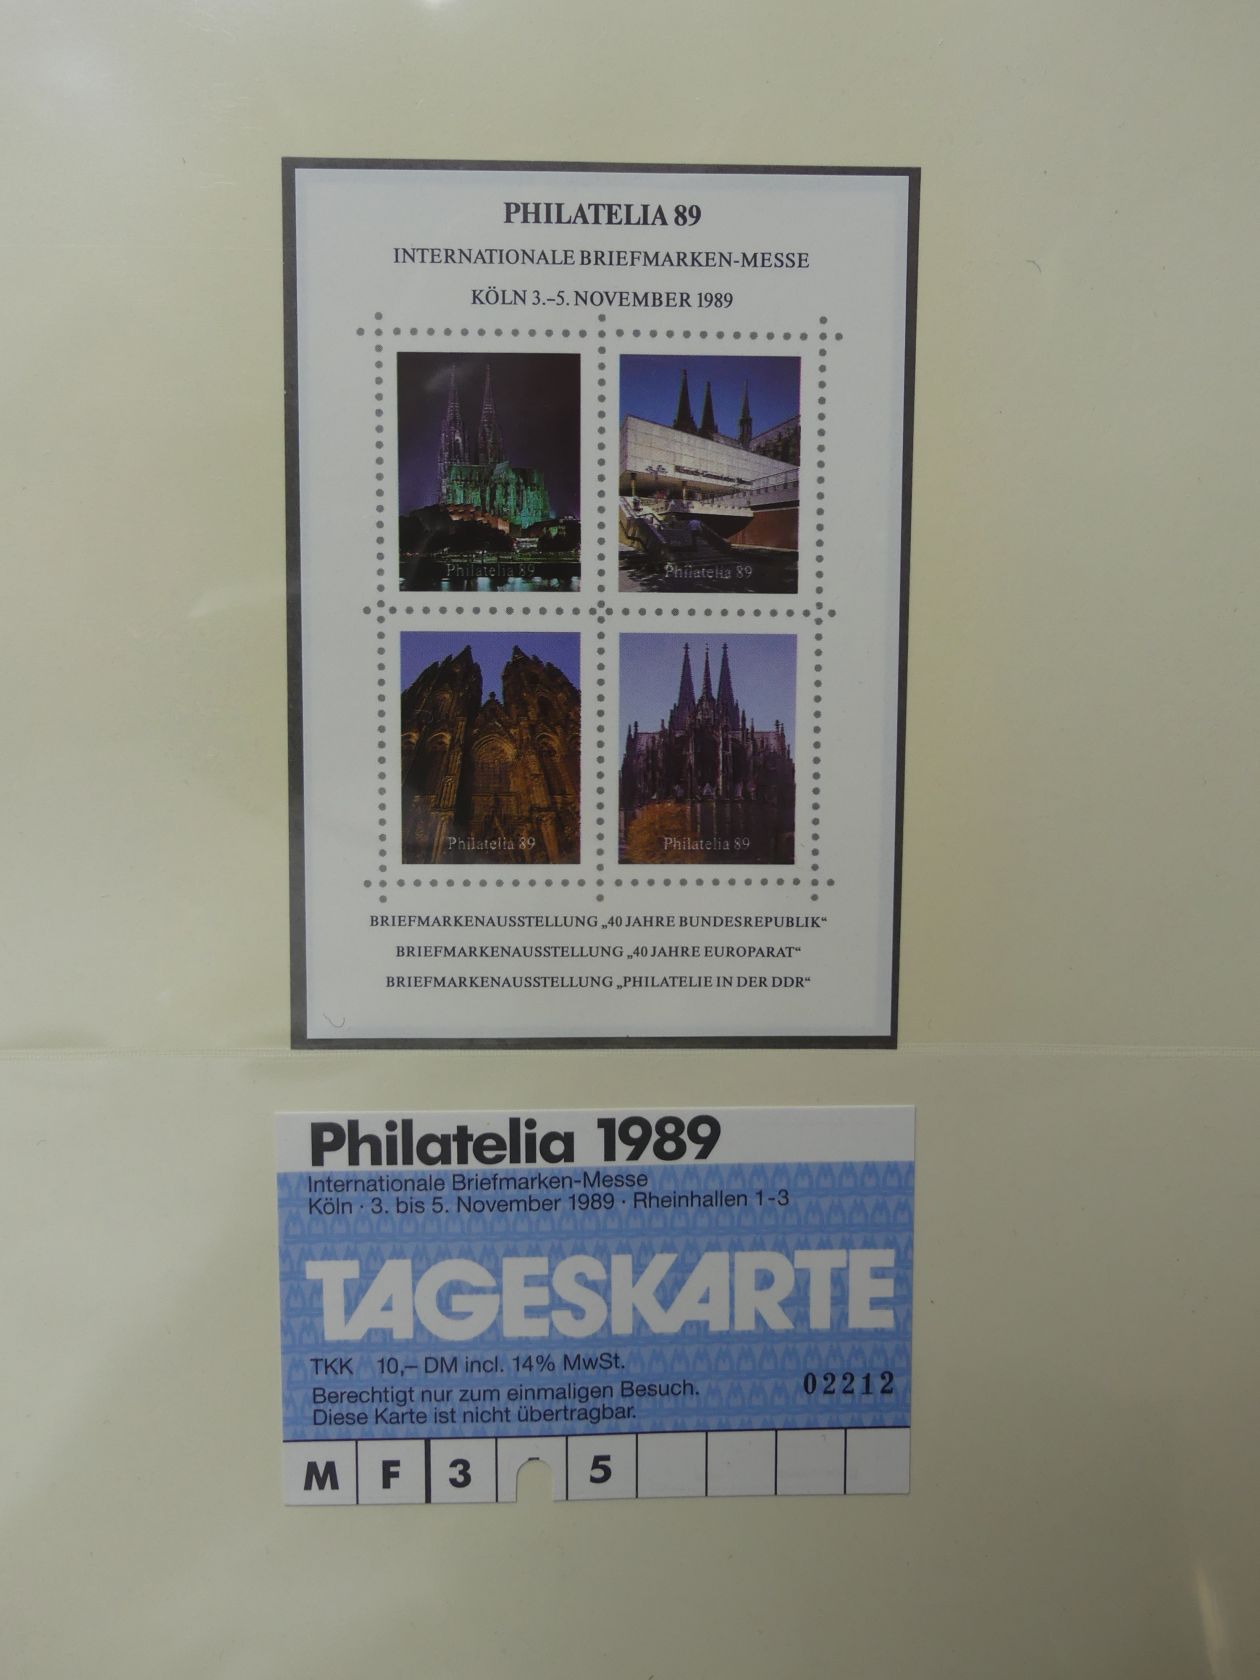 PHILATELIA 89
INTERNATIONALE BRIEFMARKEN-MESSE
KÖLN 3.–5. NOVEMBER 1989
Philatelia 89
Philatelia 89
Philatelia 89
Philatelia 89
BRIEFMARKENAUSSTELLUNG „40 JAHRE BUNDESREPUBLIK“
BRIEFMARKENAUSSTELLUNG „40 JAHRE EUROPARAT“
BRIEFMARKENAUSSTELLUNG „PHILATELIE IN DER DDR“
Philatelia 1989
Internationale Briefmarken-Messe
Köln · 3. bis 5. November 1989 · Rheinhallen 1-3
TAGESKARTE
TKK 10,– DM incl. 14% MwSt.
Berechtigt nur zum einmaligen Besuch. 02212
Diese Karte ist nicht übertragbar.
M F 3 5